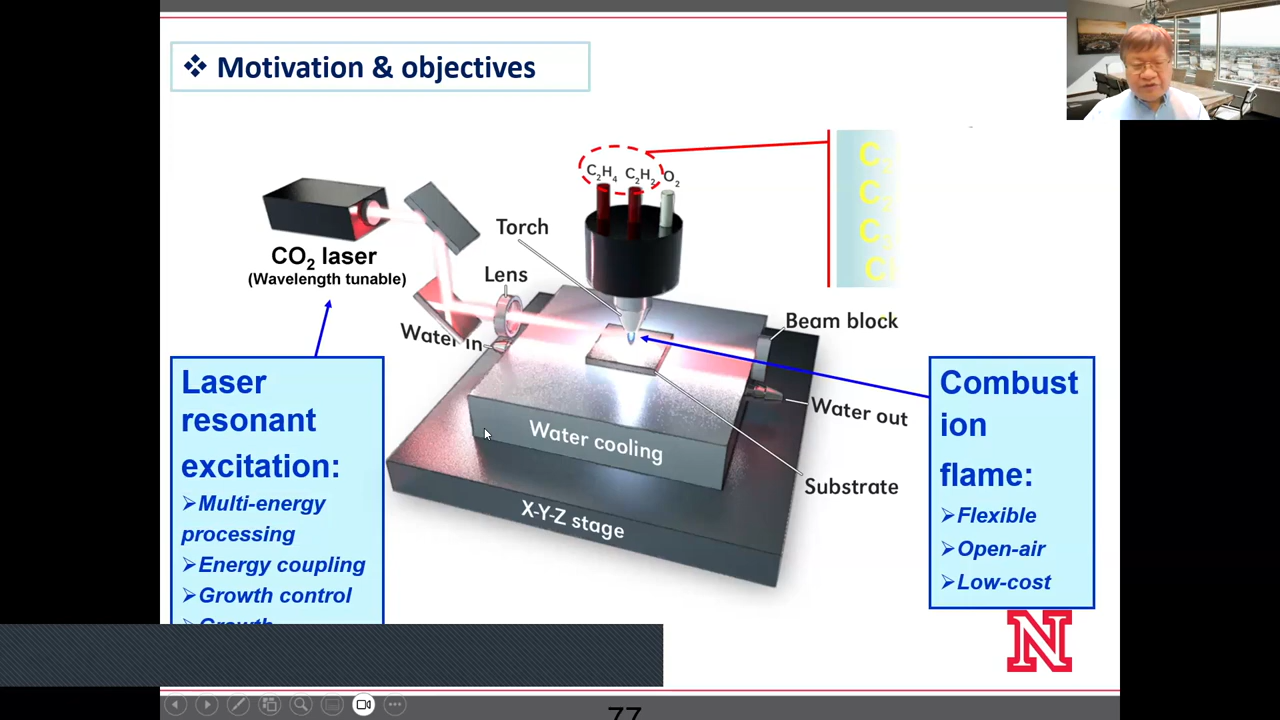 ❖ Motivation & objectives
C₂H₄ C₂H₂ O₂
Torch
CO₂ laser
(Wavelength tunable)
Lens
Water in
Beam block
Water out
Substrate
Water cooling
X-Y-Z stage
Laser
resonant
excitation:
➢Multi-energy
processing
➢Energy coupling
➢Growth control
➢Growth
Combust
ion
flame:
➢Flexible
➢Open-air
➢Low-cost
N
77